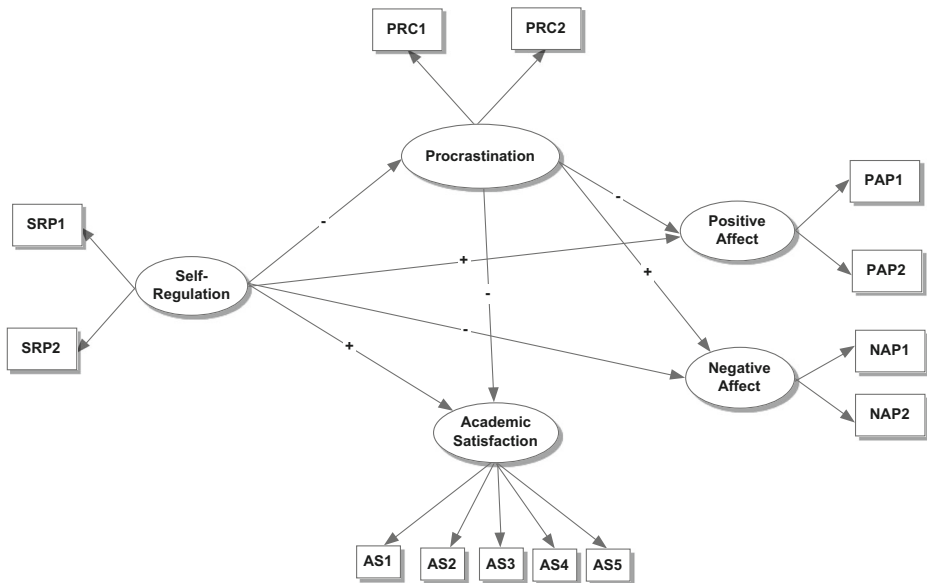 PRC1
PRC2
Procrastination
PAP1
-
SRP1
-
Positive
Affect
+
Self-
Regulation
+
PAP2
-
-
SRP2
+
NAP1
Negative
Affect
NAP2
Academic
Satisfaction
AS1
AS2
AS3
AS4
AS5